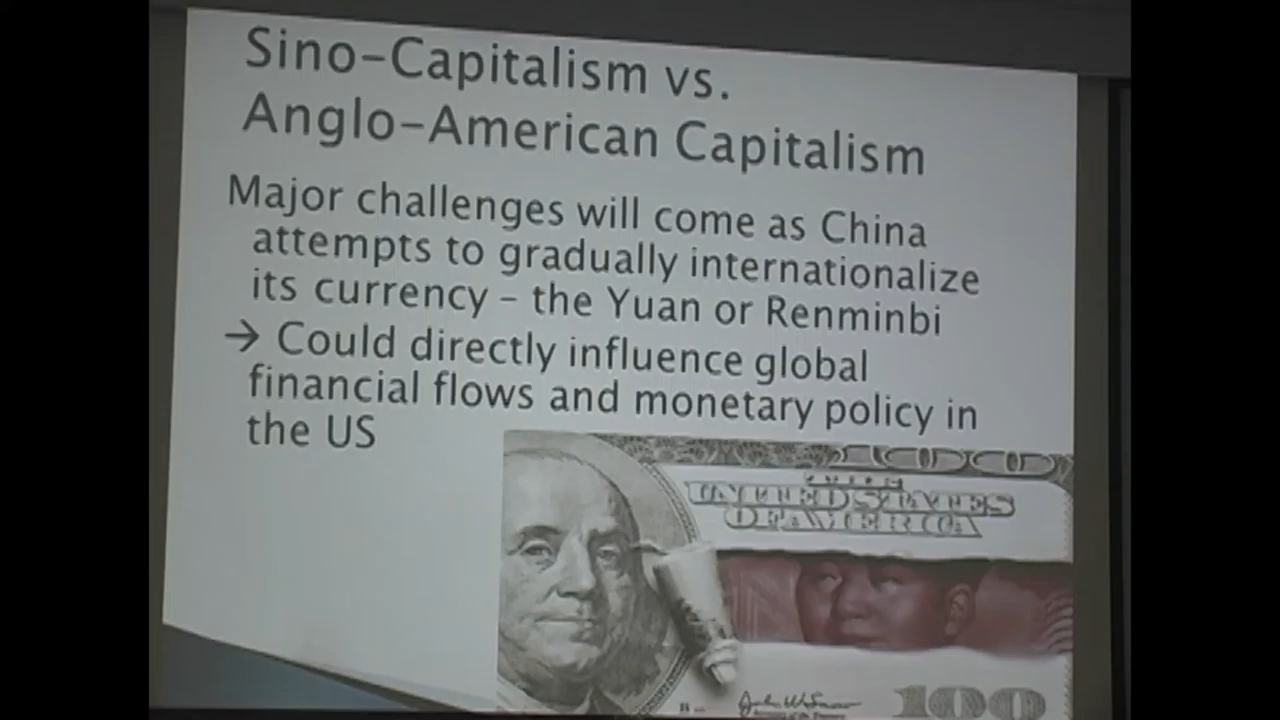 Sino-Capitalism vs.
Anglo-American Capitalism
Major challenges will come as China
attempts to gradually internationalize
its currency – the Yuan or Renminbi
→ Could directly influence global
financial flows and monetary policy in
the US
UNITED STATES
OF AMERICA
100